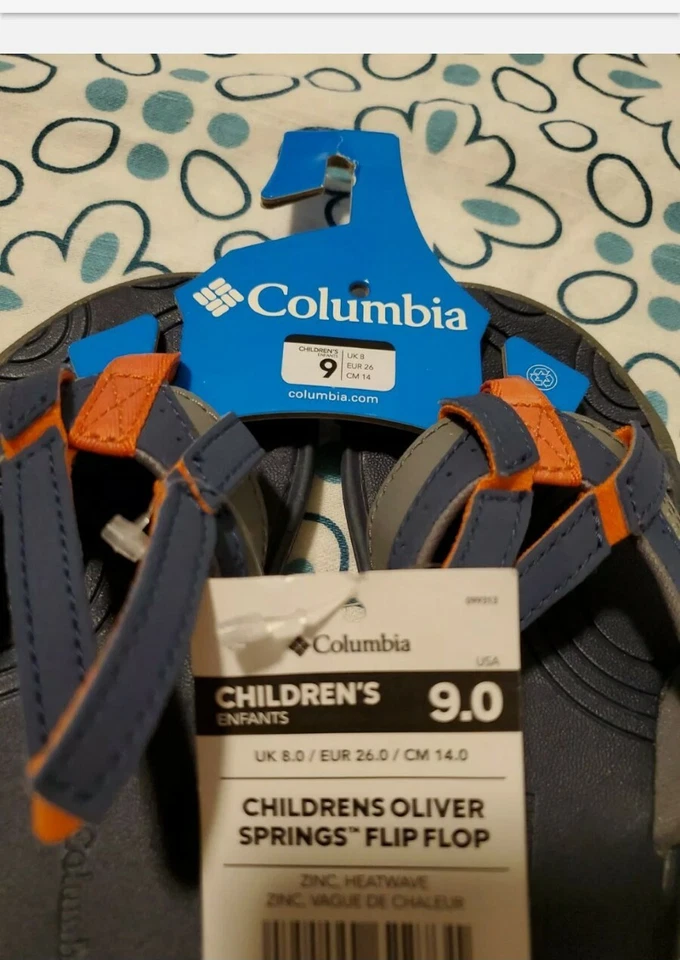 Columbia
CHILDREN'S
ENFANTS
9
UK 8
EUR 26
CM 14
columbia.com
099313
Columbia
USA
CHILDREN'S
ENFANTS
9.0
UK 8.0 / EUR 26.0 / CM 14.0
CHILDRENS OLIVER
SPRINGS™ FLIP FLOP
ZINC, HEATWAVE
ZINC, VAGUE DE CHALEUR
Columb